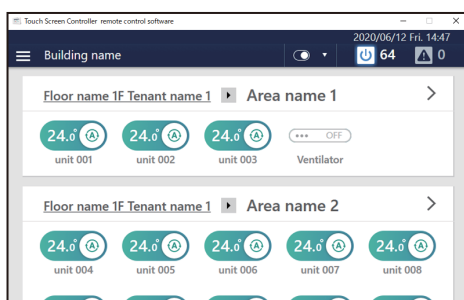 Touch Screen Controller remote control software
2020/06/12 Fri. 14:47
Building name
64
0
Floor name 1F Tenant name 1 Area name 1
24.0° A
24.0° A
24.0° A
••• OFF
unit 001
unit 002
unit 003
Ventilator
Floor name 1F Tenant name 1 Area name 2
24.0° A
24.0° A
24.0° A
24.0° A
24.0° A
unit 004
unit 005
unit 006
unit 007
unit 008